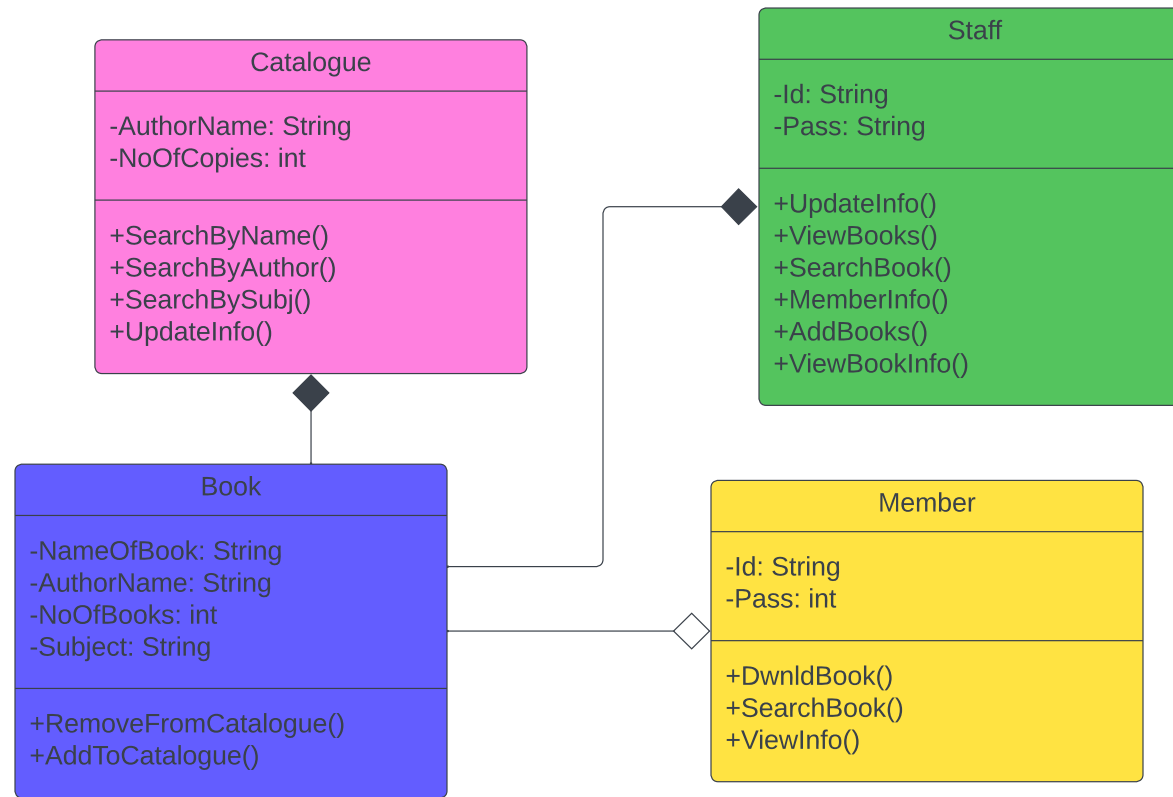 Catalogue
-AuthorName: String
-NoOfCopies: int
+SearchByName()
+SearchByAuthor()
+SearchBySubj()
+UpdateInfo()
Staff
-Id: String
-Pass: String
+UpdateInfo()
+ViewBooks()
+SearchBook()
+MemberInfo()
+AddBooks()
+ViewBookInfo()
Book
-NameOfBook: String
-AuthorName: String
-NoOfBooks: int
-Subject: String
+RemoveFromCatalogue()
+AddToCatalogue()
Member
-Id: String
-Pass: int
+DwnldBook()
+SearchBook()
+ViewInfo()